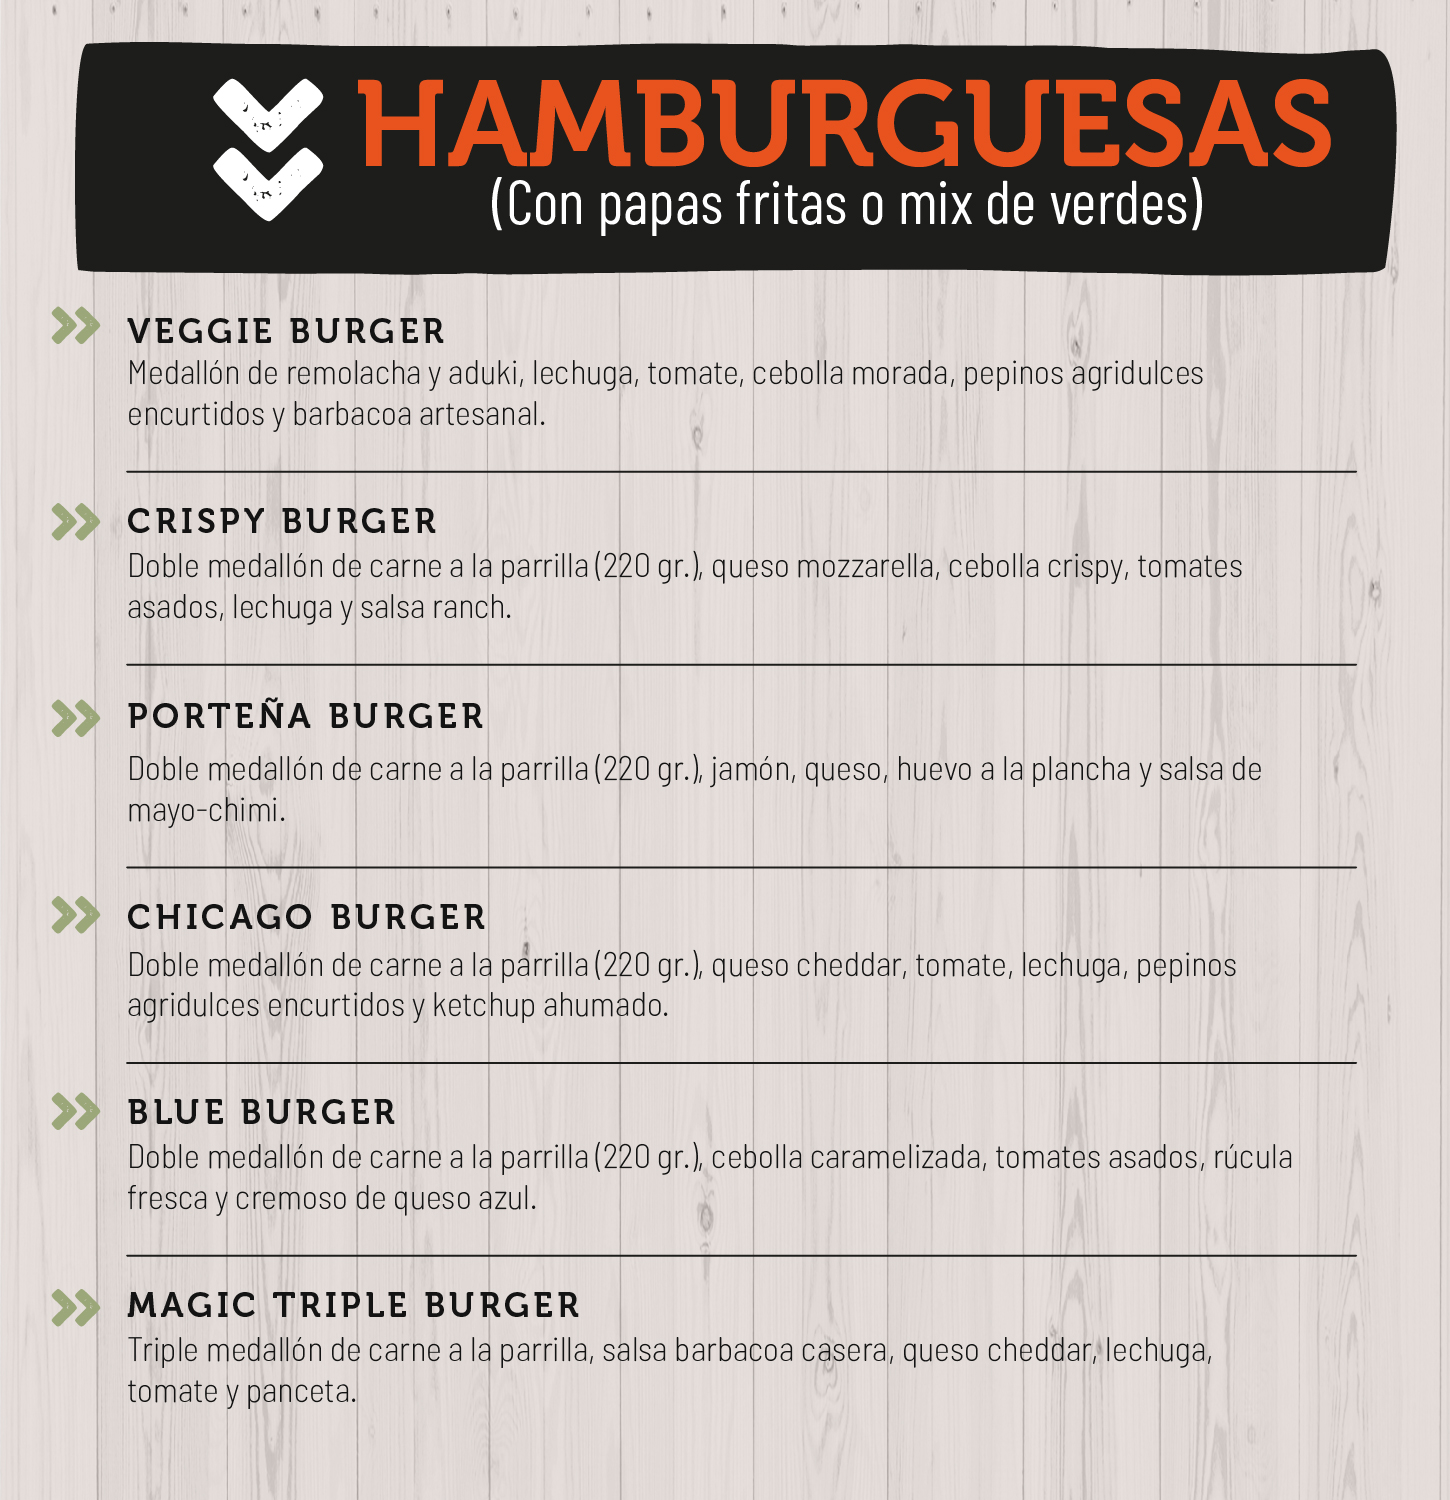 HAMBURGUESAS
(Con papas fritas o mix de verdes)
VEGGIE BURGER
Medallón de remolacha y aduki, lechuga, tomate, cebolla morada, pepinos agridulces
encurtidos y barbacoa artesanal.
CRISPY BURGER
Doble medallón de carne a la parrilla (220 gr.), queso mozzarella, cebolla crispy, tomates
asados, lechuga y salsa ranch.
PORTEÑA BURGER
Doble medallón de carne a la parrilla (220 gr.), jamón, queso, huevo a la plancha y salsa de
mayo-chimi.
CHICAGO BURGER
Doble medallón de carne a la parrilla (220 gr.), queso cheddar, tomate, lechuga, pepinos
agridulces encurtidos y ketchup ahumado.
BLUE BURGER
Doble medallón de carne a la parrilla (220 gr.), cebolla caramelizada, tomates asados, rúcula
fresca y cremoso de queso azul.
MAGIC TRIPLE BURGER
Triple medallón de carne a la parrilla, salsa barbacoa casera, queso cheddar, lechuga,
tomate y panceta.